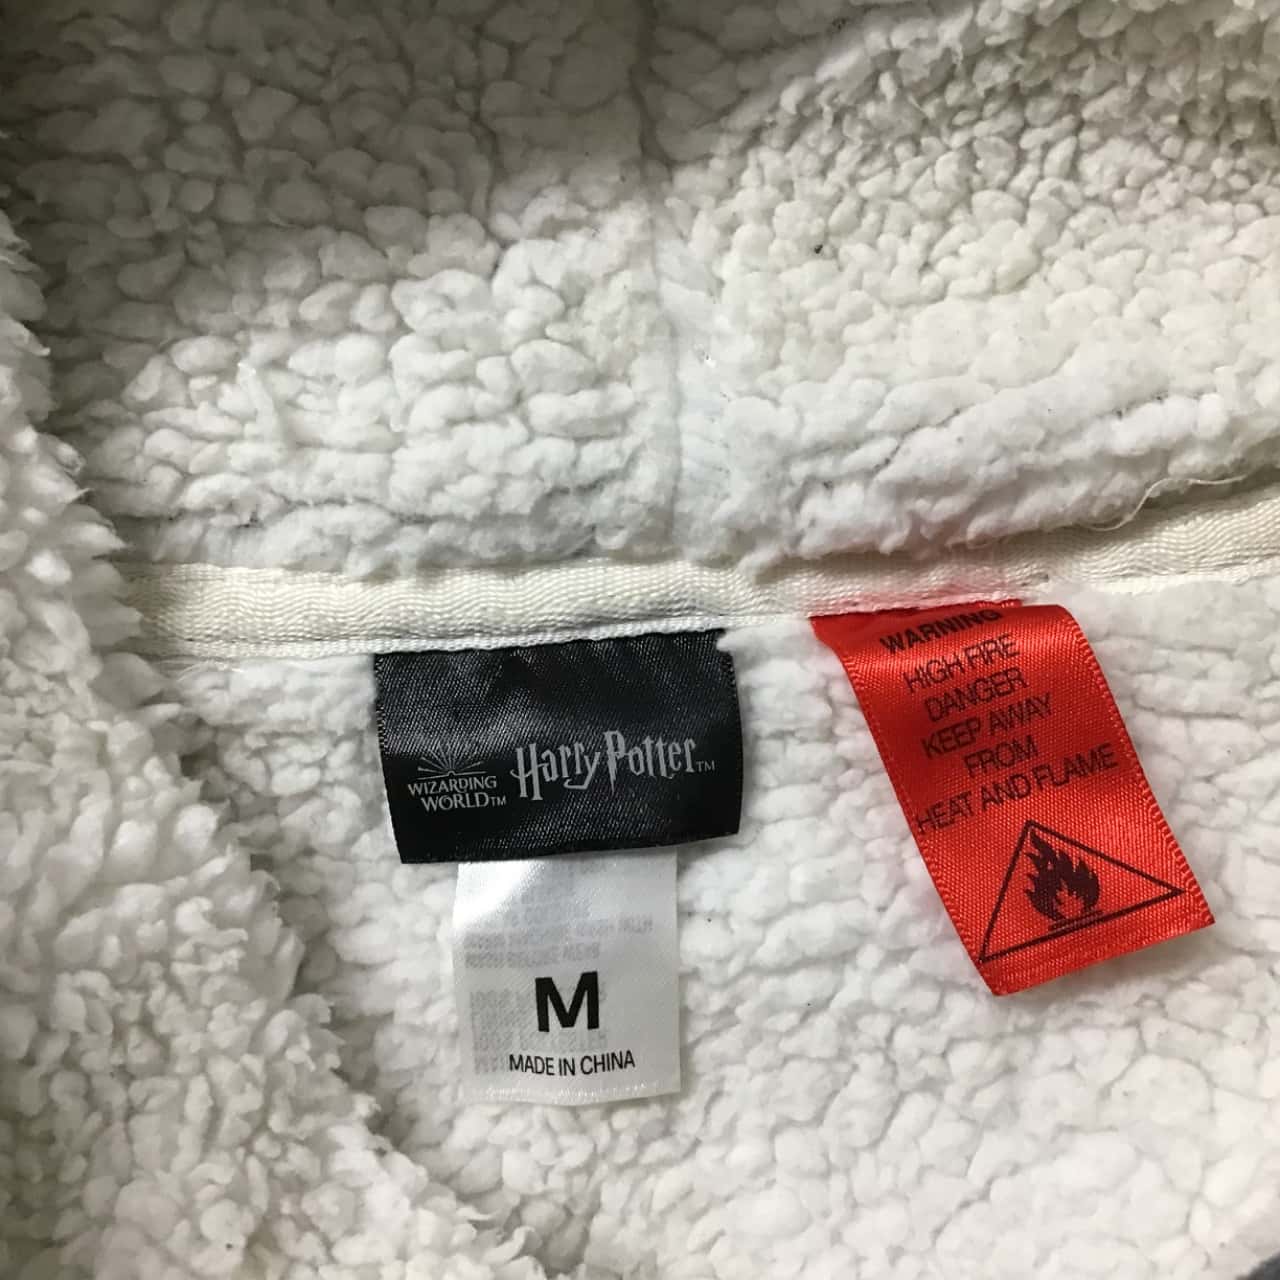 WIZARDING
WORLD™
Harry Potter™
M
MADE IN CHINA
WARNING
HIGH FIRE
DANGER
KEEP AWAY
FROM
HEAT AND FLAME